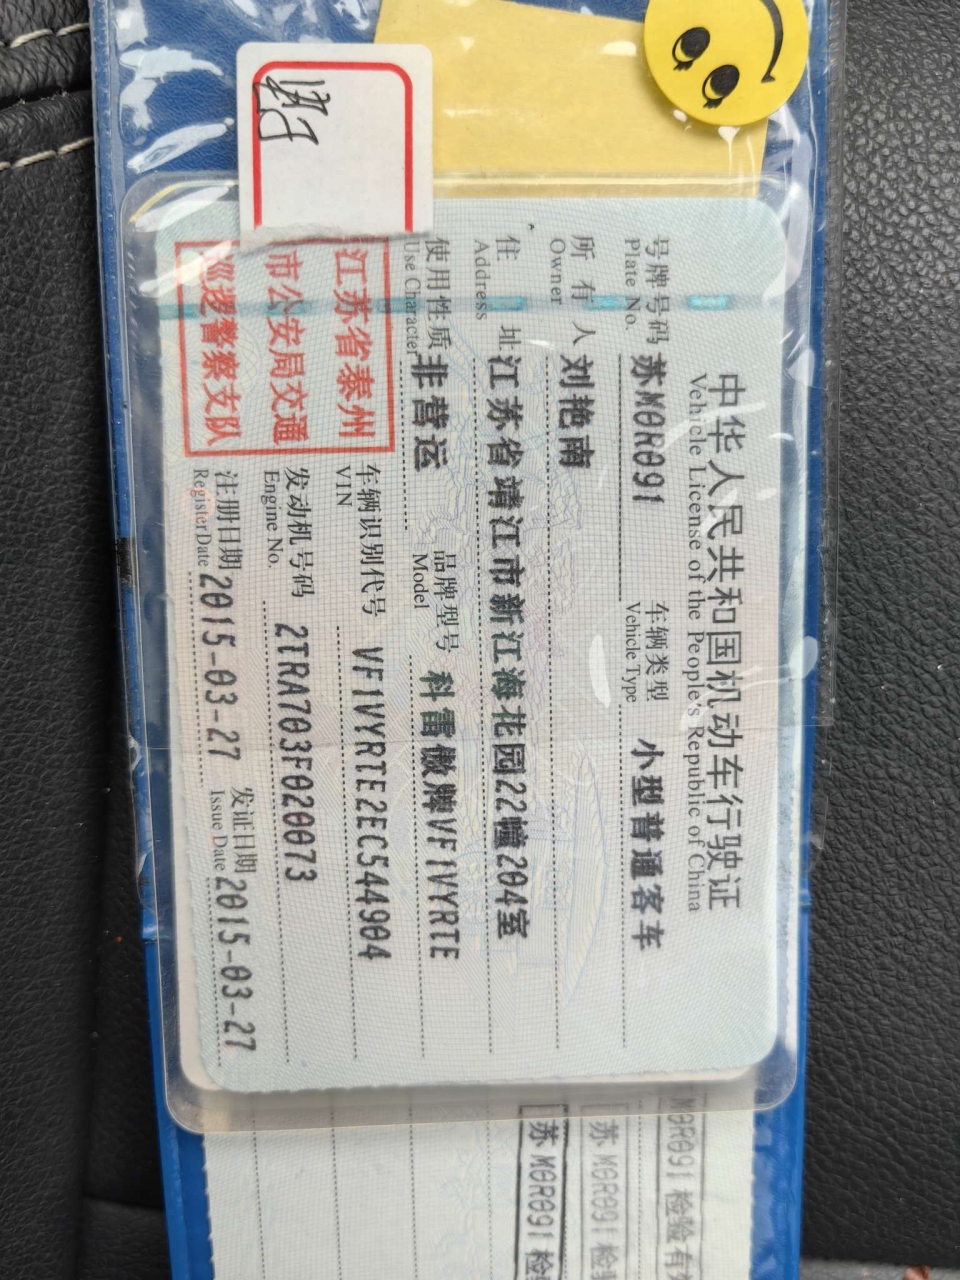 中华人民共和国机动车行驶证
Vehicle License of the People's Republic of China
号牌号码 苏M0R091 车辆类型 小型普通客车
Plate No. Vehicle Type
所有人 刘艳南
Owner
住址 江苏省靖江市新江海花园22幢204室
Address
使用性质 非营运 品牌型号 科雷傲牌VF1VYRTE
Use Character Model
江苏省泰州
市公安局交通
巡逻警察支队
车辆识别代号 VF1VYRTE2EC544904
VIN
发动机号码 2TRA703F020073
Engine No.
注册日期 2015-03-27 发证日期 2015-03-27
Register Date Issue Date
M0R091 检验有效
苏M0R091 检验
苏M0R091 检